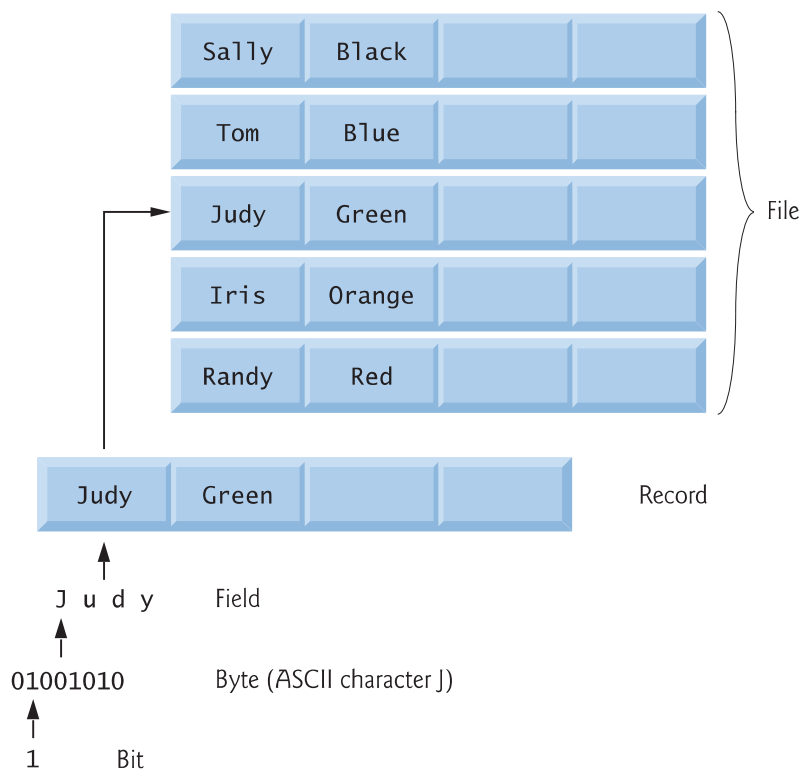 Sally Black
Tom Blue
Judy Green
File
Iris Orange
Randy Red
Judy Green
Record
J u d y
Field
01001010
Byte (ASCII character J)
1
Bit